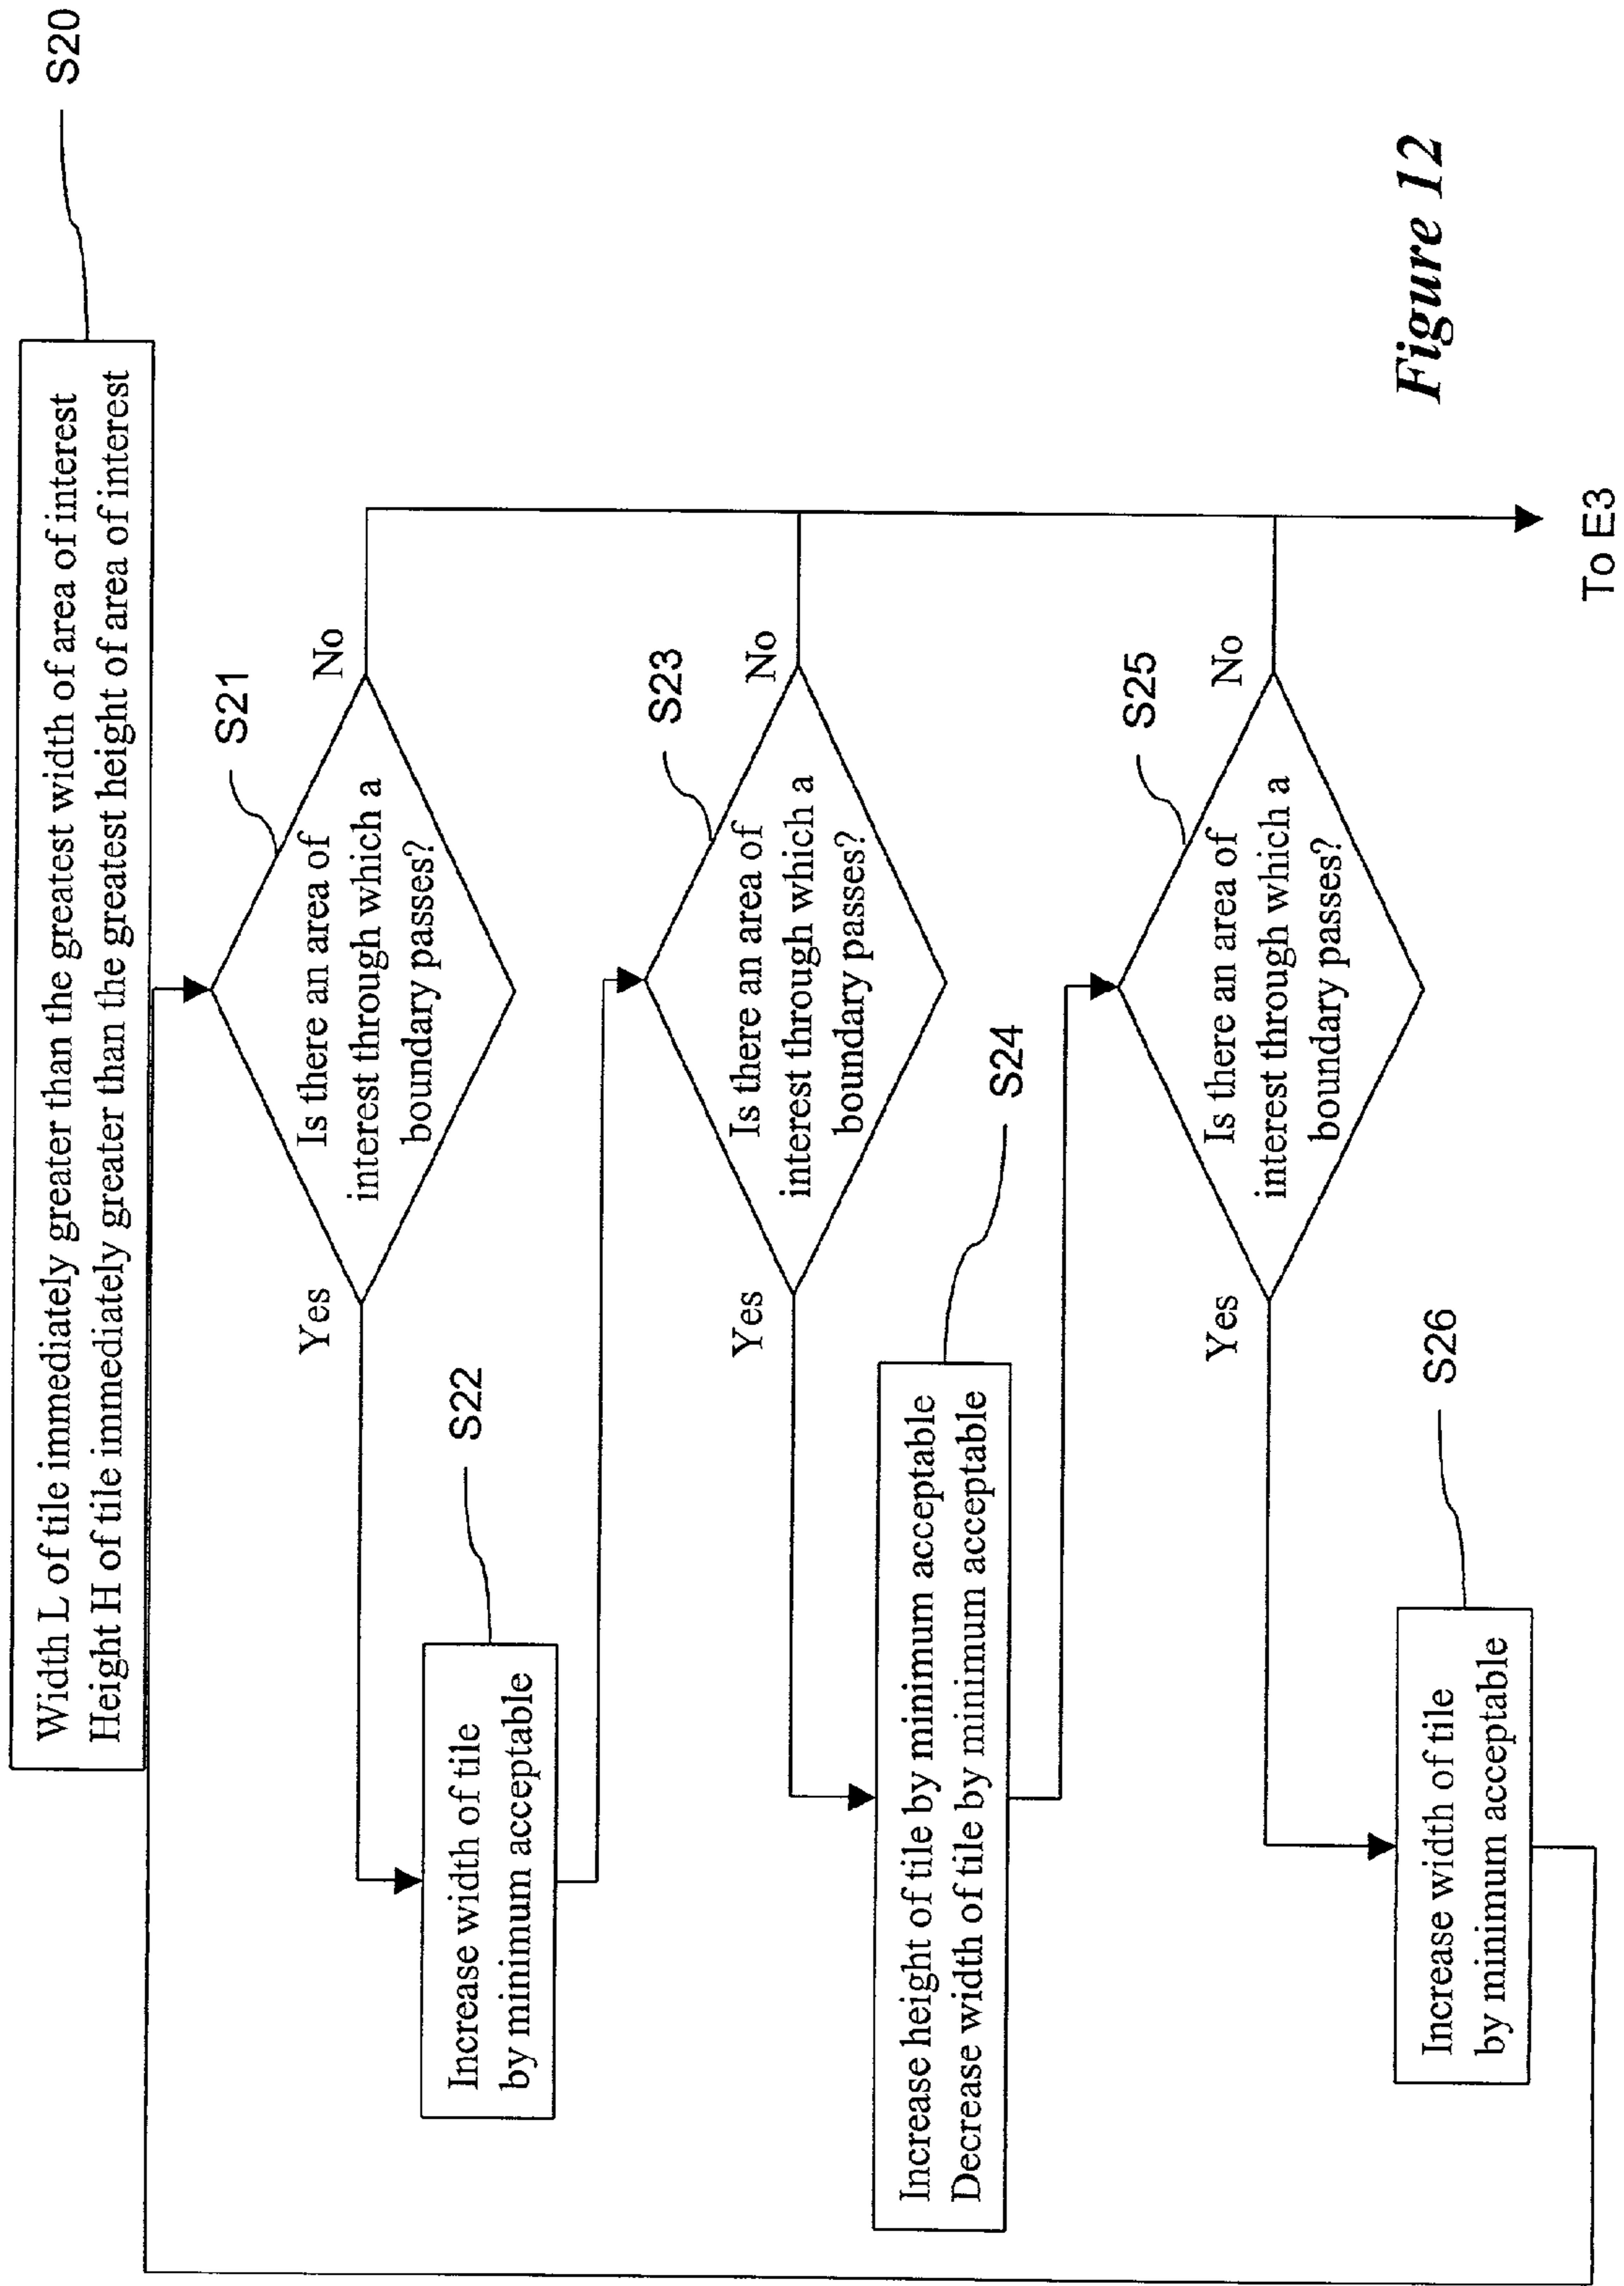 S20
Width L of tile immediately greater than the greatest width of area of interest
Height H of tile immediately greater than the greatest height of area of interest
S21
Is there an area of
interest through which a
boundary passes?
Yes
No
S22
Increase width of tile
by minimum acceptable
S23
Is there an area of
interest through which a
boundary passes?
Yes
No
S24
Increase height of tile by minimum acceptable
Decrease width of tile by minimum acceptable
S25
Is there an area of
interest through which a
boundary passes?
Yes
No
S26
Increase width of tile
by minimum acceptable
To E3
Figure 12